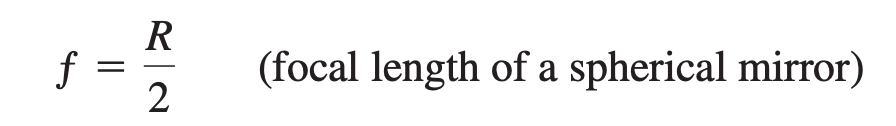 f = R/2 (focal length of a spherical mirror)